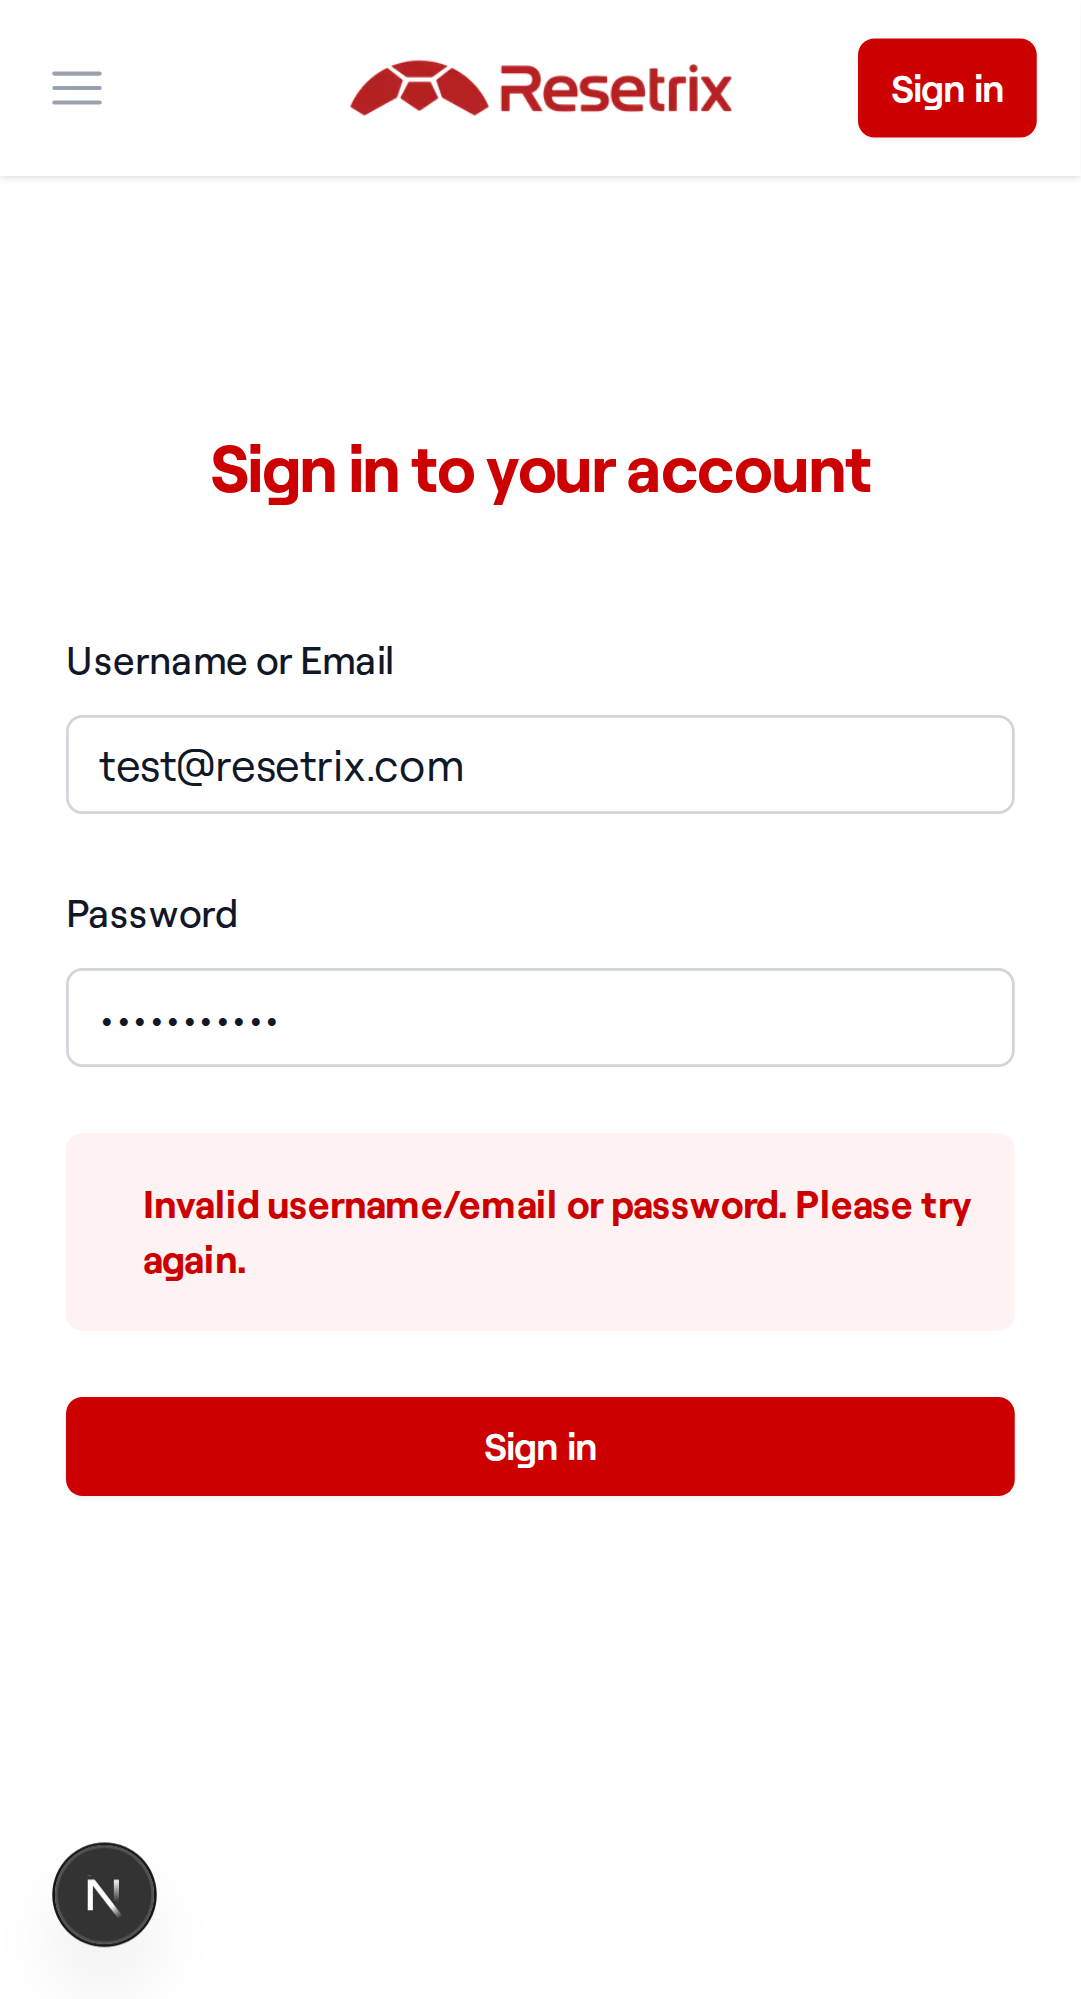 Resetrix
Sign in
Sign in to your account
Username or Email
test@resetrix.com
Password
•••••••••••
Invalid username/email or password. Please try
again.
Sign in
N